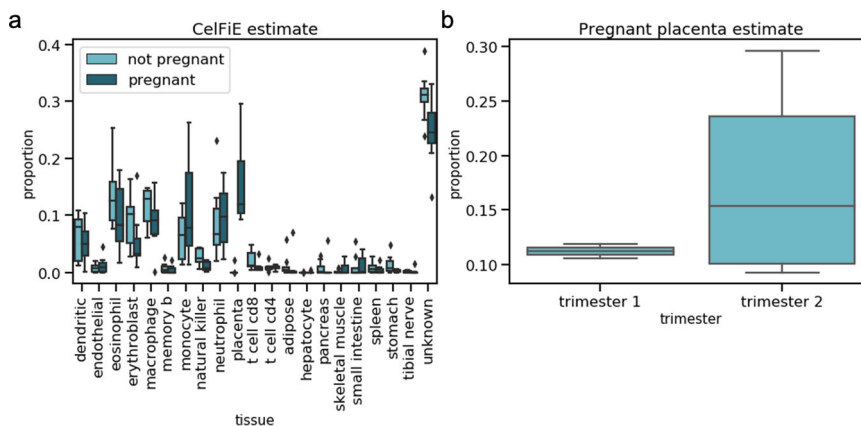 a
CelFiE estimate
not pregnant
pregnant
0.4
0.3
0.2
0.1
0.0
proportion
dendritic
endothelial
eosinophil
erythroblast
macrophage
memory b
monocyte
natural killer
neutrophil
placenta
t cell cd8
t cell cd4
adipose
hepatocyte
pancreas
skeletal muscle
small intestine
spleen
stomach
tibial nerve
unknown
tissue
b
Pregnant placenta estimate
0.30
0.25
0.20
0.15
0.10
proportion
trimester 1
trimester 2
trimester